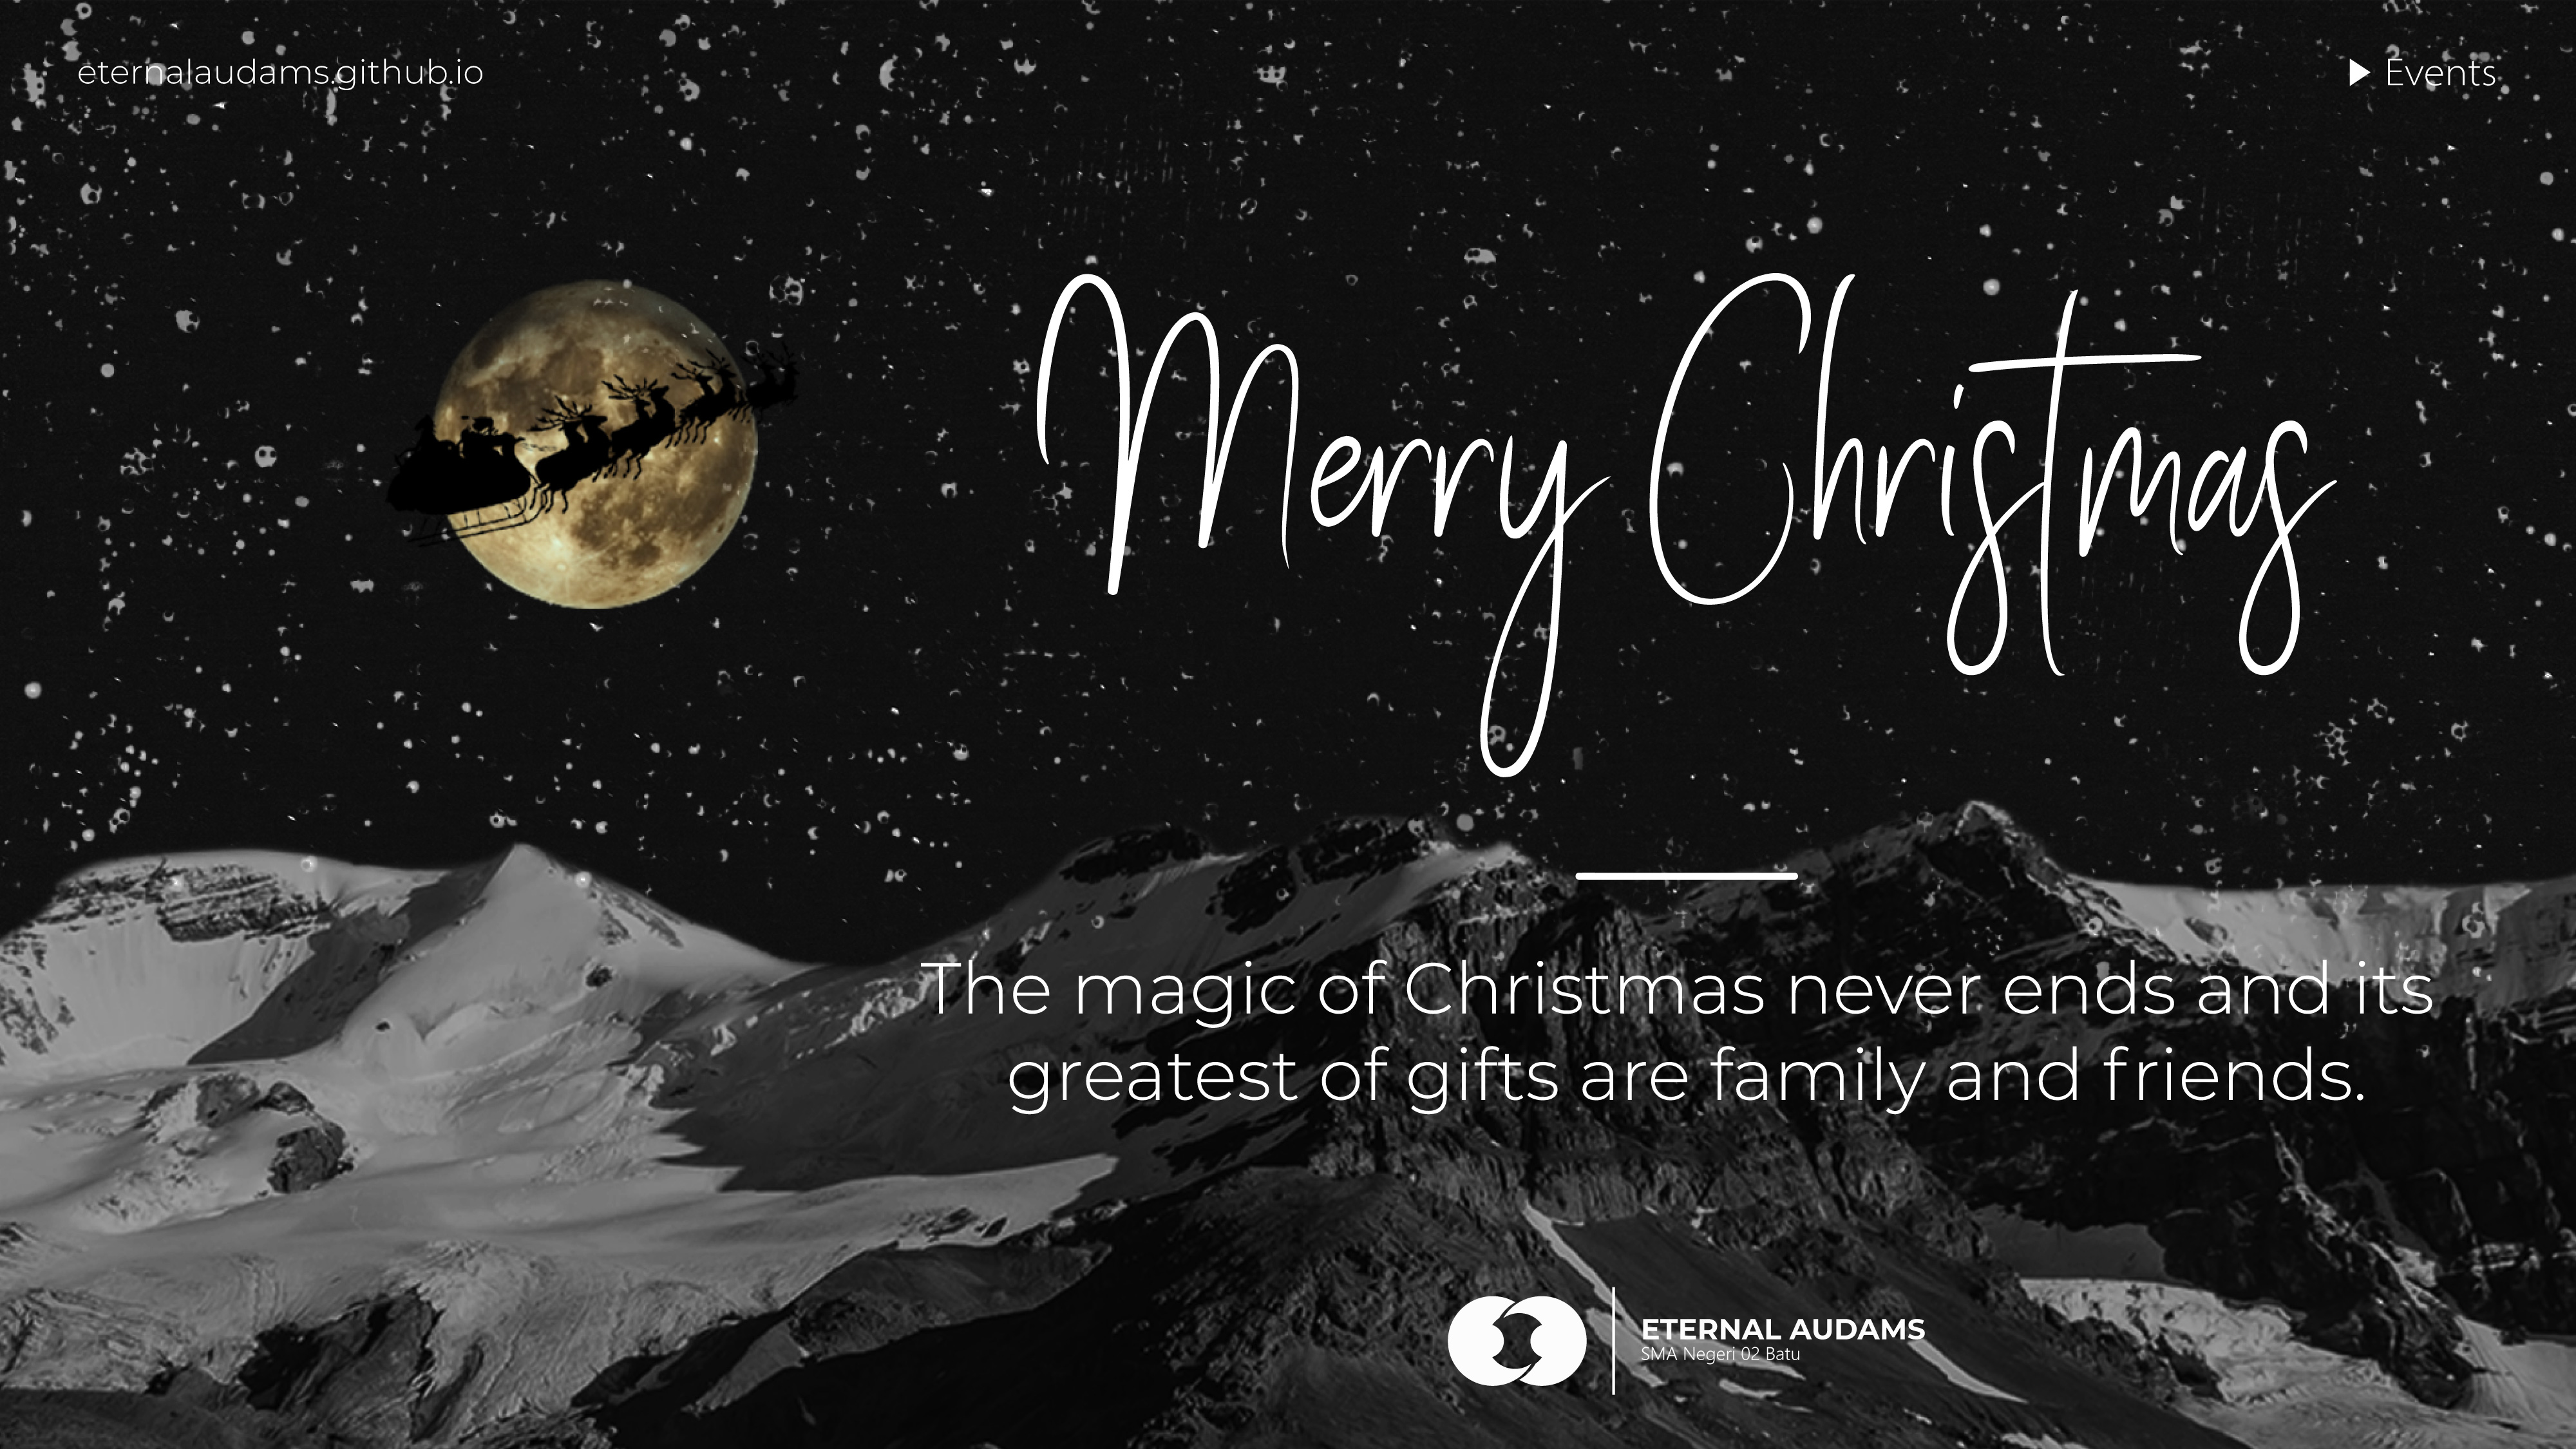 eternalaudams.github.io
Events
Merry Christmas
The magic of Christmas never ends and its
greatest of gifts are family and friends.
ETERNAL AUDAMS
SMA Negeri 02 Batu